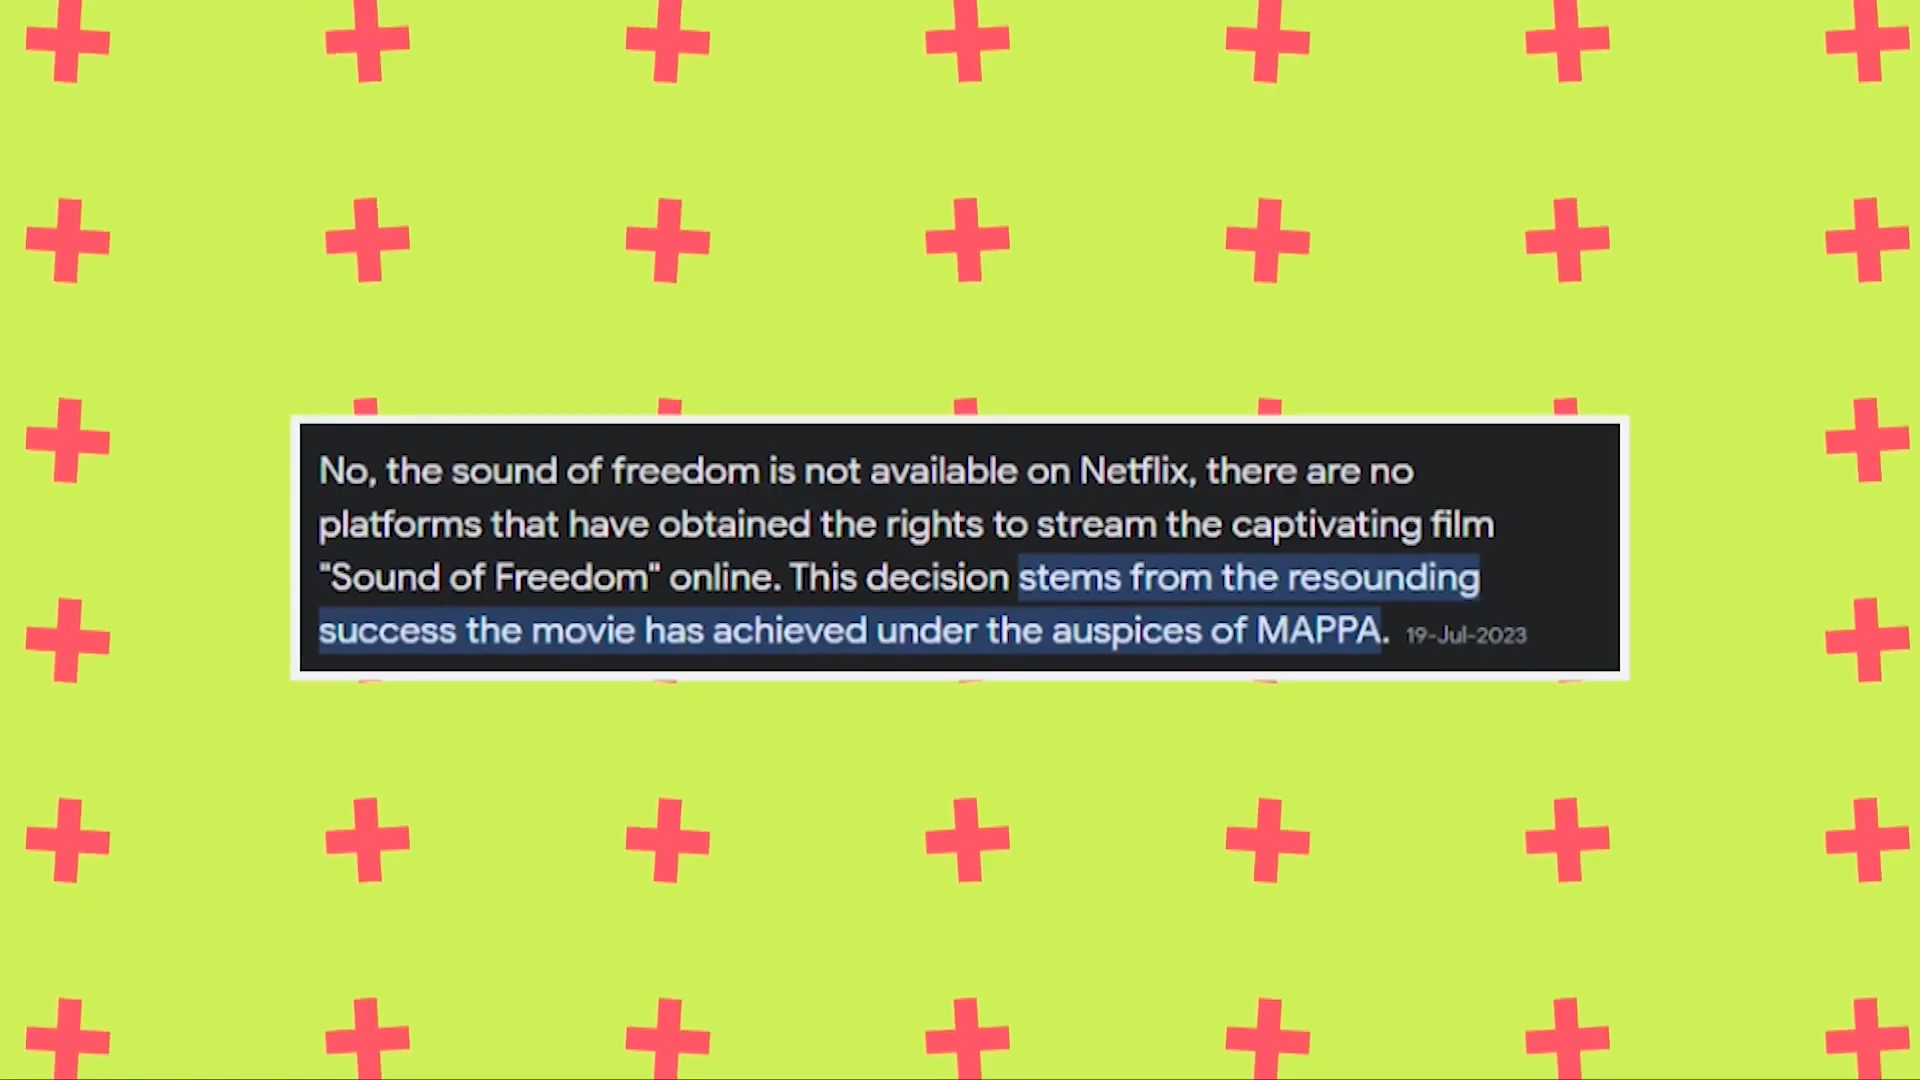 No, the sound of freedom is not available on Netflix, there are no
platforms that have obtained the rights to stream the captivating film
"Sound of Freedom" online. This decision stems from the resounding
success the movie has achieved under the auspices of MAPPA. 19-Jul-2023